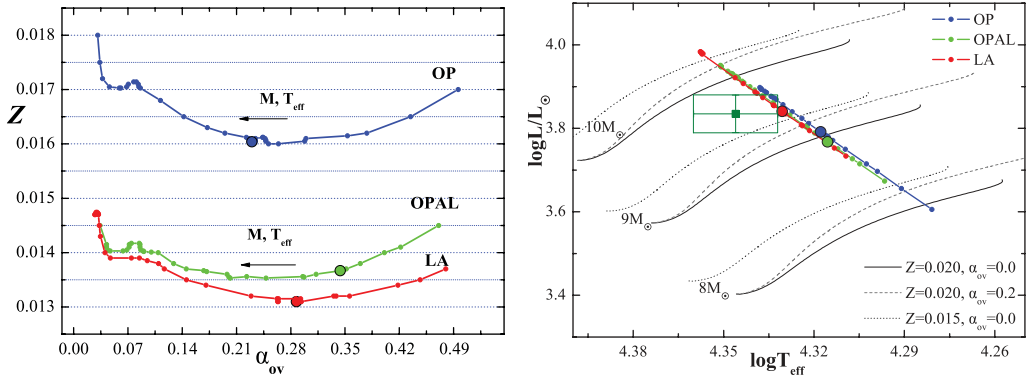 0.018
0.017
0.016
0.015
0.014
0.013
Z
OP
M, T_eff
OPAL
M, T_eff
LA
0.00 0.07 0.14 0.21 0.28 0.35 0.42 0.49
α_ov
logL/L⊙
4.0
3.8
3.6
3.4
OP
OPAL
LA
10M⊙
9M⊙
8M⊙
Z=0.020, α_ov=0.0
Z=0.020, α_ov=0.2
Z=0.015, α_ov=0.0
4.38 4.35 4.32 4.29 4.26
logT_eff